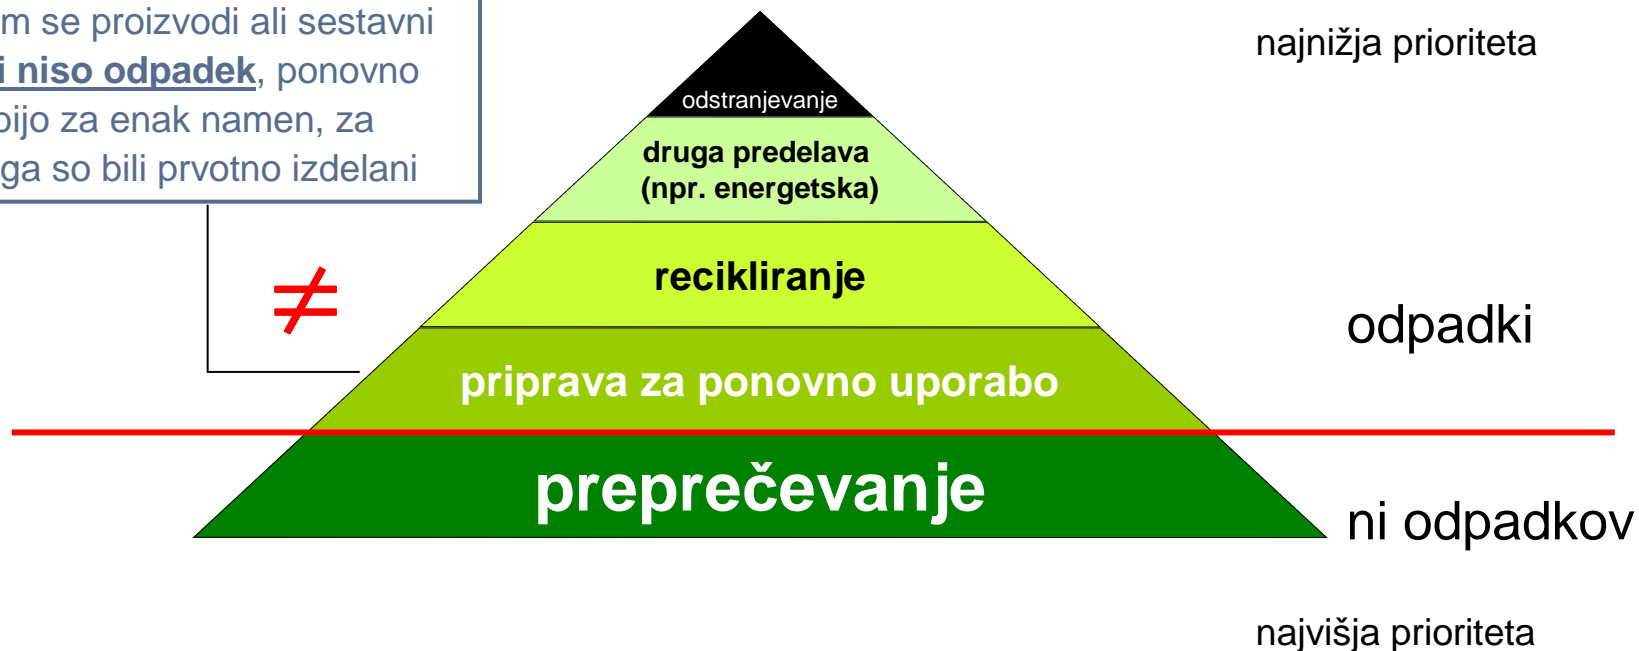 m se proizvodi ali sestavni
i niso odpadek, ponovno
bijo za enak namen, za
ga so bili prvotno izdelani
najnižja prioriteta
odstranjevanje
druga predelava
(npr. energetska)
≠
recikliranje
odpadki
priprava za ponovno uporabo
preprečevanje
ni odpadkov
najvišja prioriteta